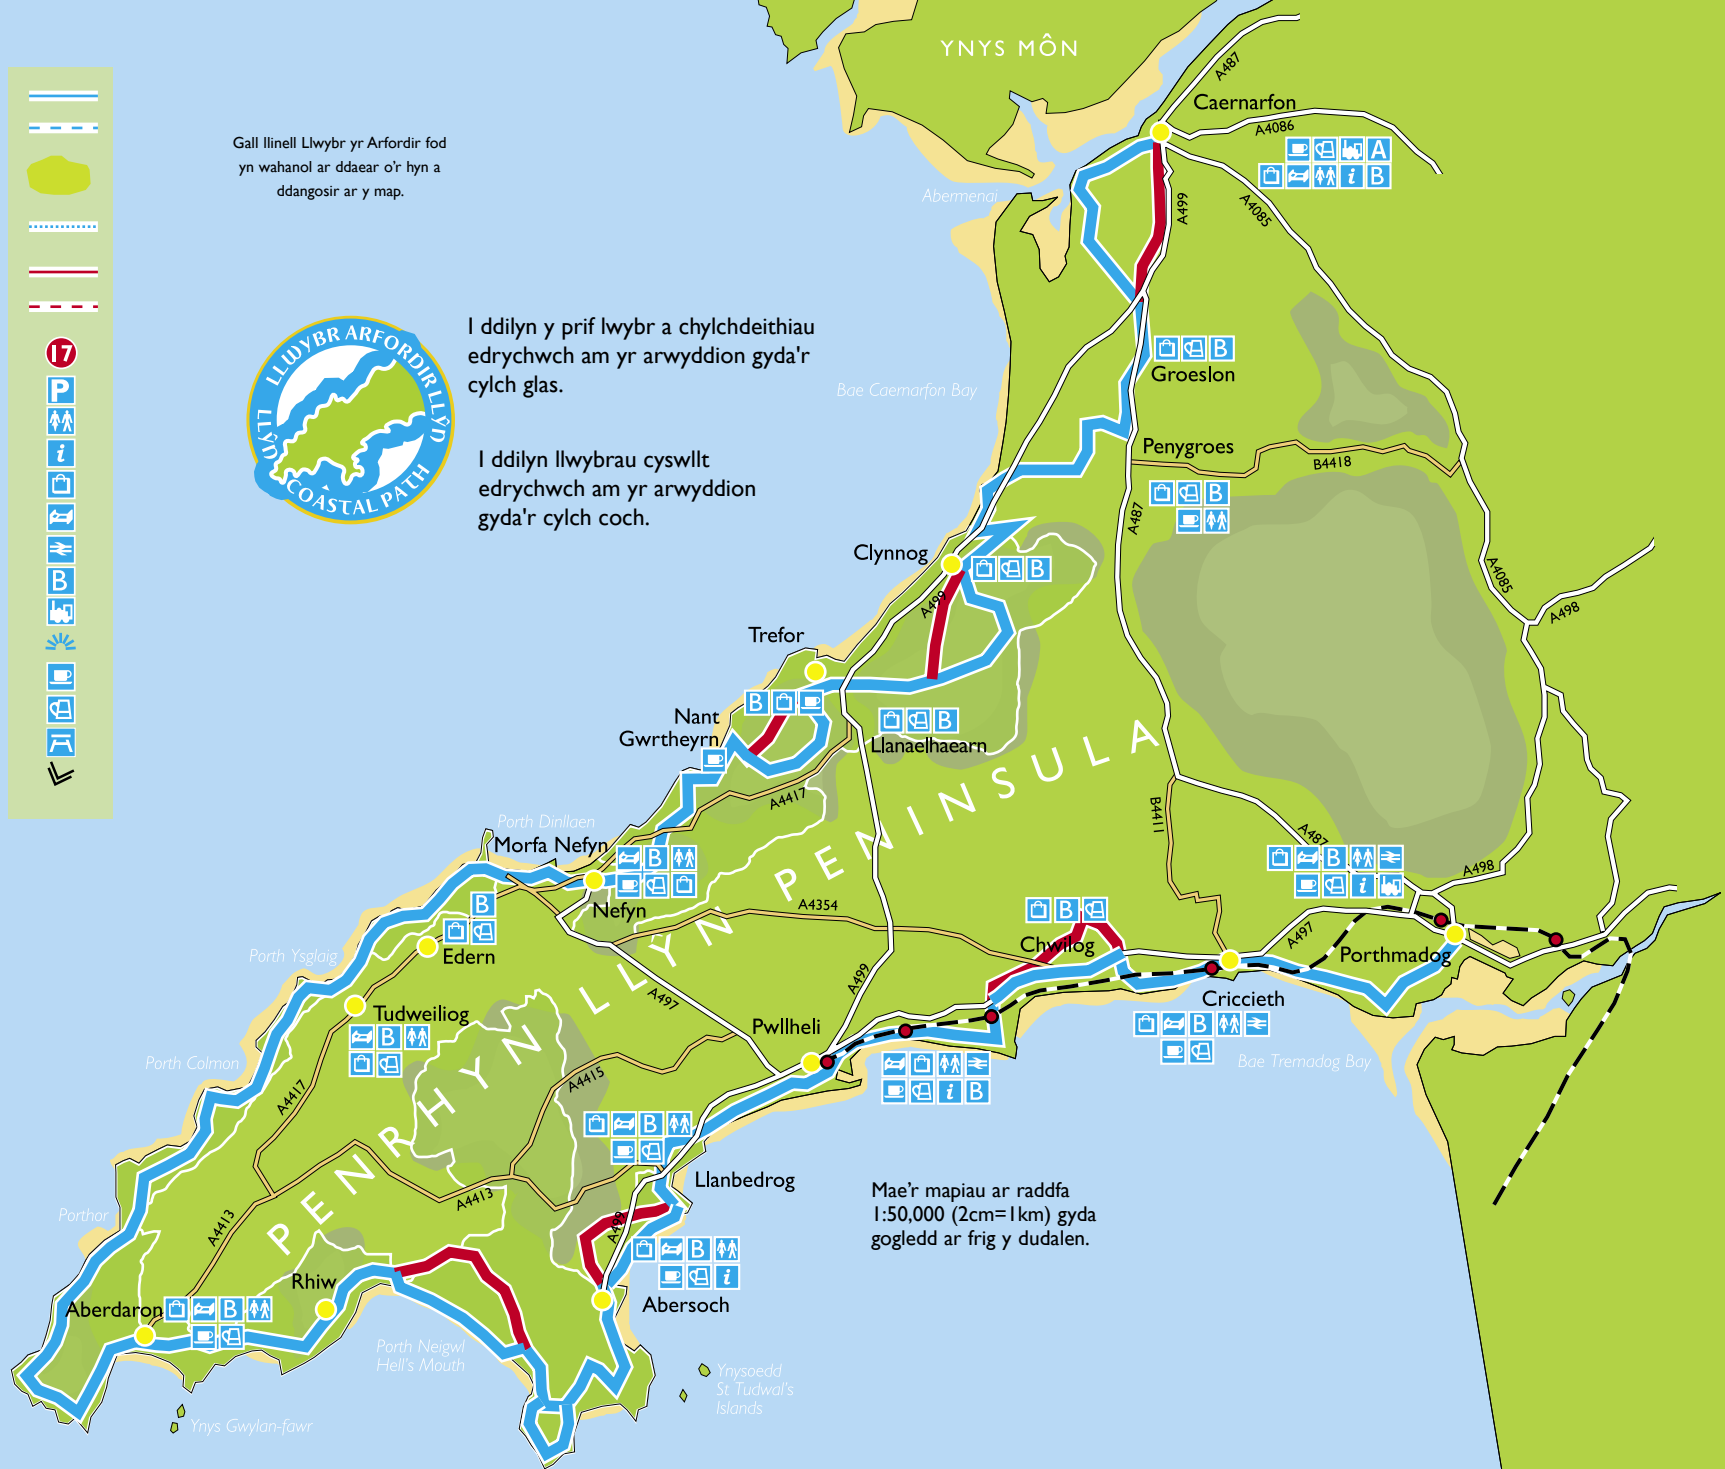 YNYS MÔN
A487
Caernarfon
A4086
A
B
i
Gall llinell Llwybr yr Arfordir fod
yn wahanol ar ddaear o'r hyn a
ddangosir ar y map.
Abermenai
A499
A4085
I ddilyn y prif lwybr a chylchdeithiau
edrychwch am yr arwyddion gyda'r
cylch glas.
LLWYBR ARFORDIR LLŶN
LLŶN COASTAL PATH
I ddilyn llwybrau cyswllt
edrychwch am yr arwyddion
gyda'r cylch coch.
17
P
i
B
B
Groeslon
Bae Caernarfon Bay
Penygroes
B4418
B
A487
Clynnog
B
A499
A4085
A498
Trefor
B
Nant
Gwrtheyrn
B
Llanaelhaearn
A4417
PENRHYN LLYN PENINSULA
B4411
Porth Dinllaen
Morfa Nefyn
B
Nefyn
A487
B
i
A498
B
Edern
A4354
B
Chwilog
A497
Porthmadog
Porth Ysglaig
A499
A497
Tudweiliog
B
Criccieth
B
Pwllheli
Bae Tremadog Bay
i
B
Porth Colmon
A4417
A4415
B
Llanbedrog
A4413
A4413
A499
Porthor
Mae'r mapiau ar raddfa
1:50,000 (2cm=1km) gyda
gogledd ar frig y dudalen.
B
i
Rhiw
Abersoch
Aberdaron
B
Porth Neigwl
Hell's Mouth
Ynysoedd
St Tudwal's
Islands
Ynys Gwylan-fawr